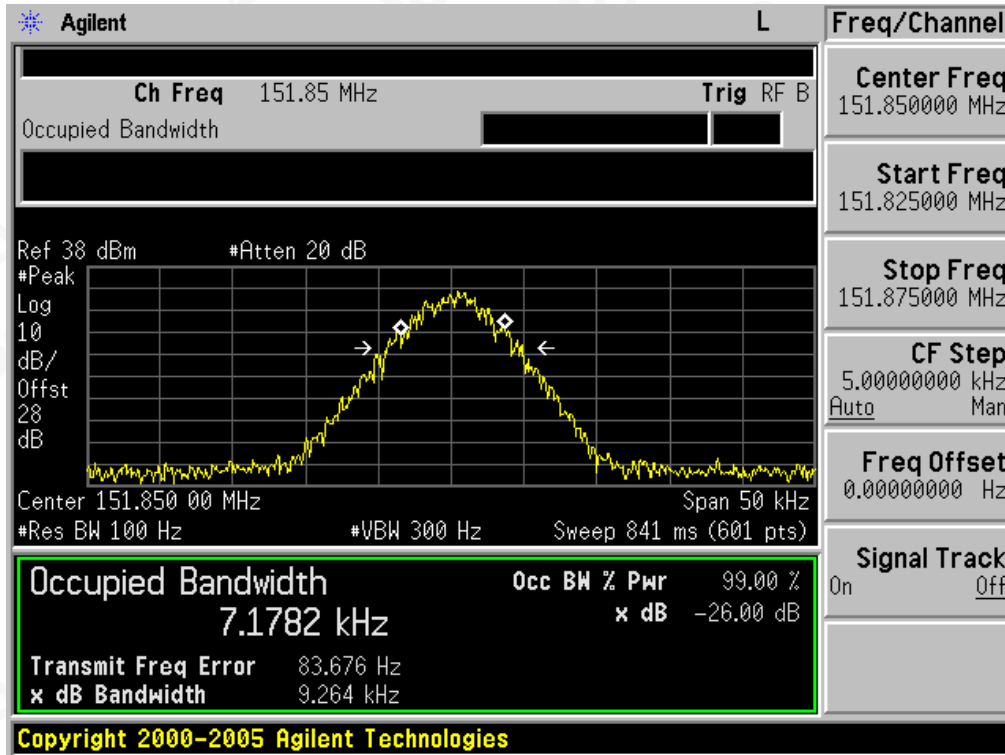 Agilent L
Ch Freq 151.85 MHz Trig RF B
Occupied Bandwidth
Ref 38 dBm #Atten 20 dB
#Peak
Log
10
dB/
Offst
28
dB
Center 151.850 00 MHz Span 50 kHz
#Res BW 100 Hz #VBW 300 Hz Sweep 841 ms (601 pts)
Occupied Bandwidth
7.1782 kHz
Occ BW % Pwr 99.00 %
x dB -26.00 dB
Transmit Freq Error 83.676 Hz
x dB Bandwidth 9.264 kHz
Copyright 2000-2005 Agilent Technologies
Freq/Channel
Center Freq
151.850000 MHz
Start Freq
151.825000 MHz
Stop Freq
151.875000 MHz
CF Step
5.00000000 kHz
Auto Man
Freq Offset
0.00000000 Hz
Signal Track
On Off